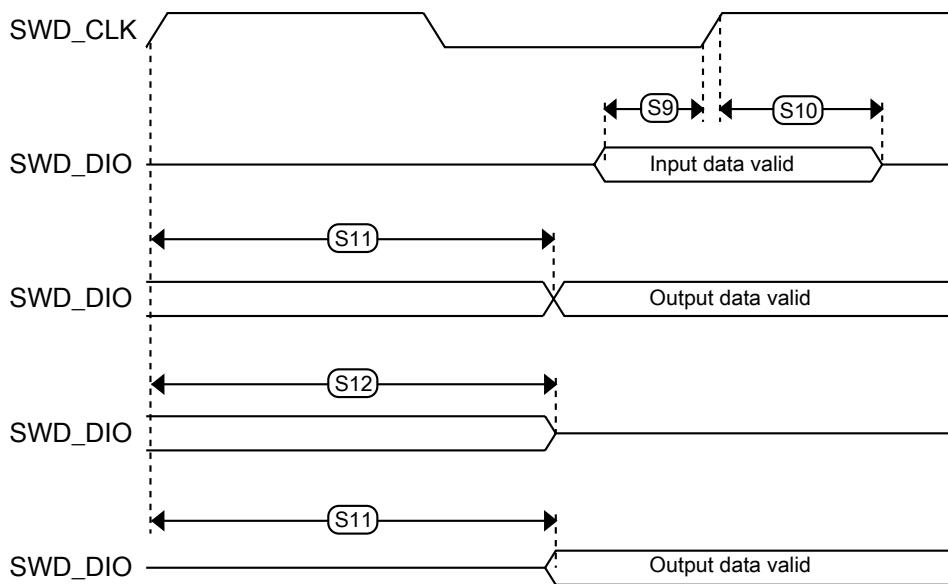 SWD_CLK
S9
S10
SWD_DIO
Input data valid
S11
SWD_DIO
Output data valid
S12
SWD_DIO
S11
SWD_DIO
Output data valid